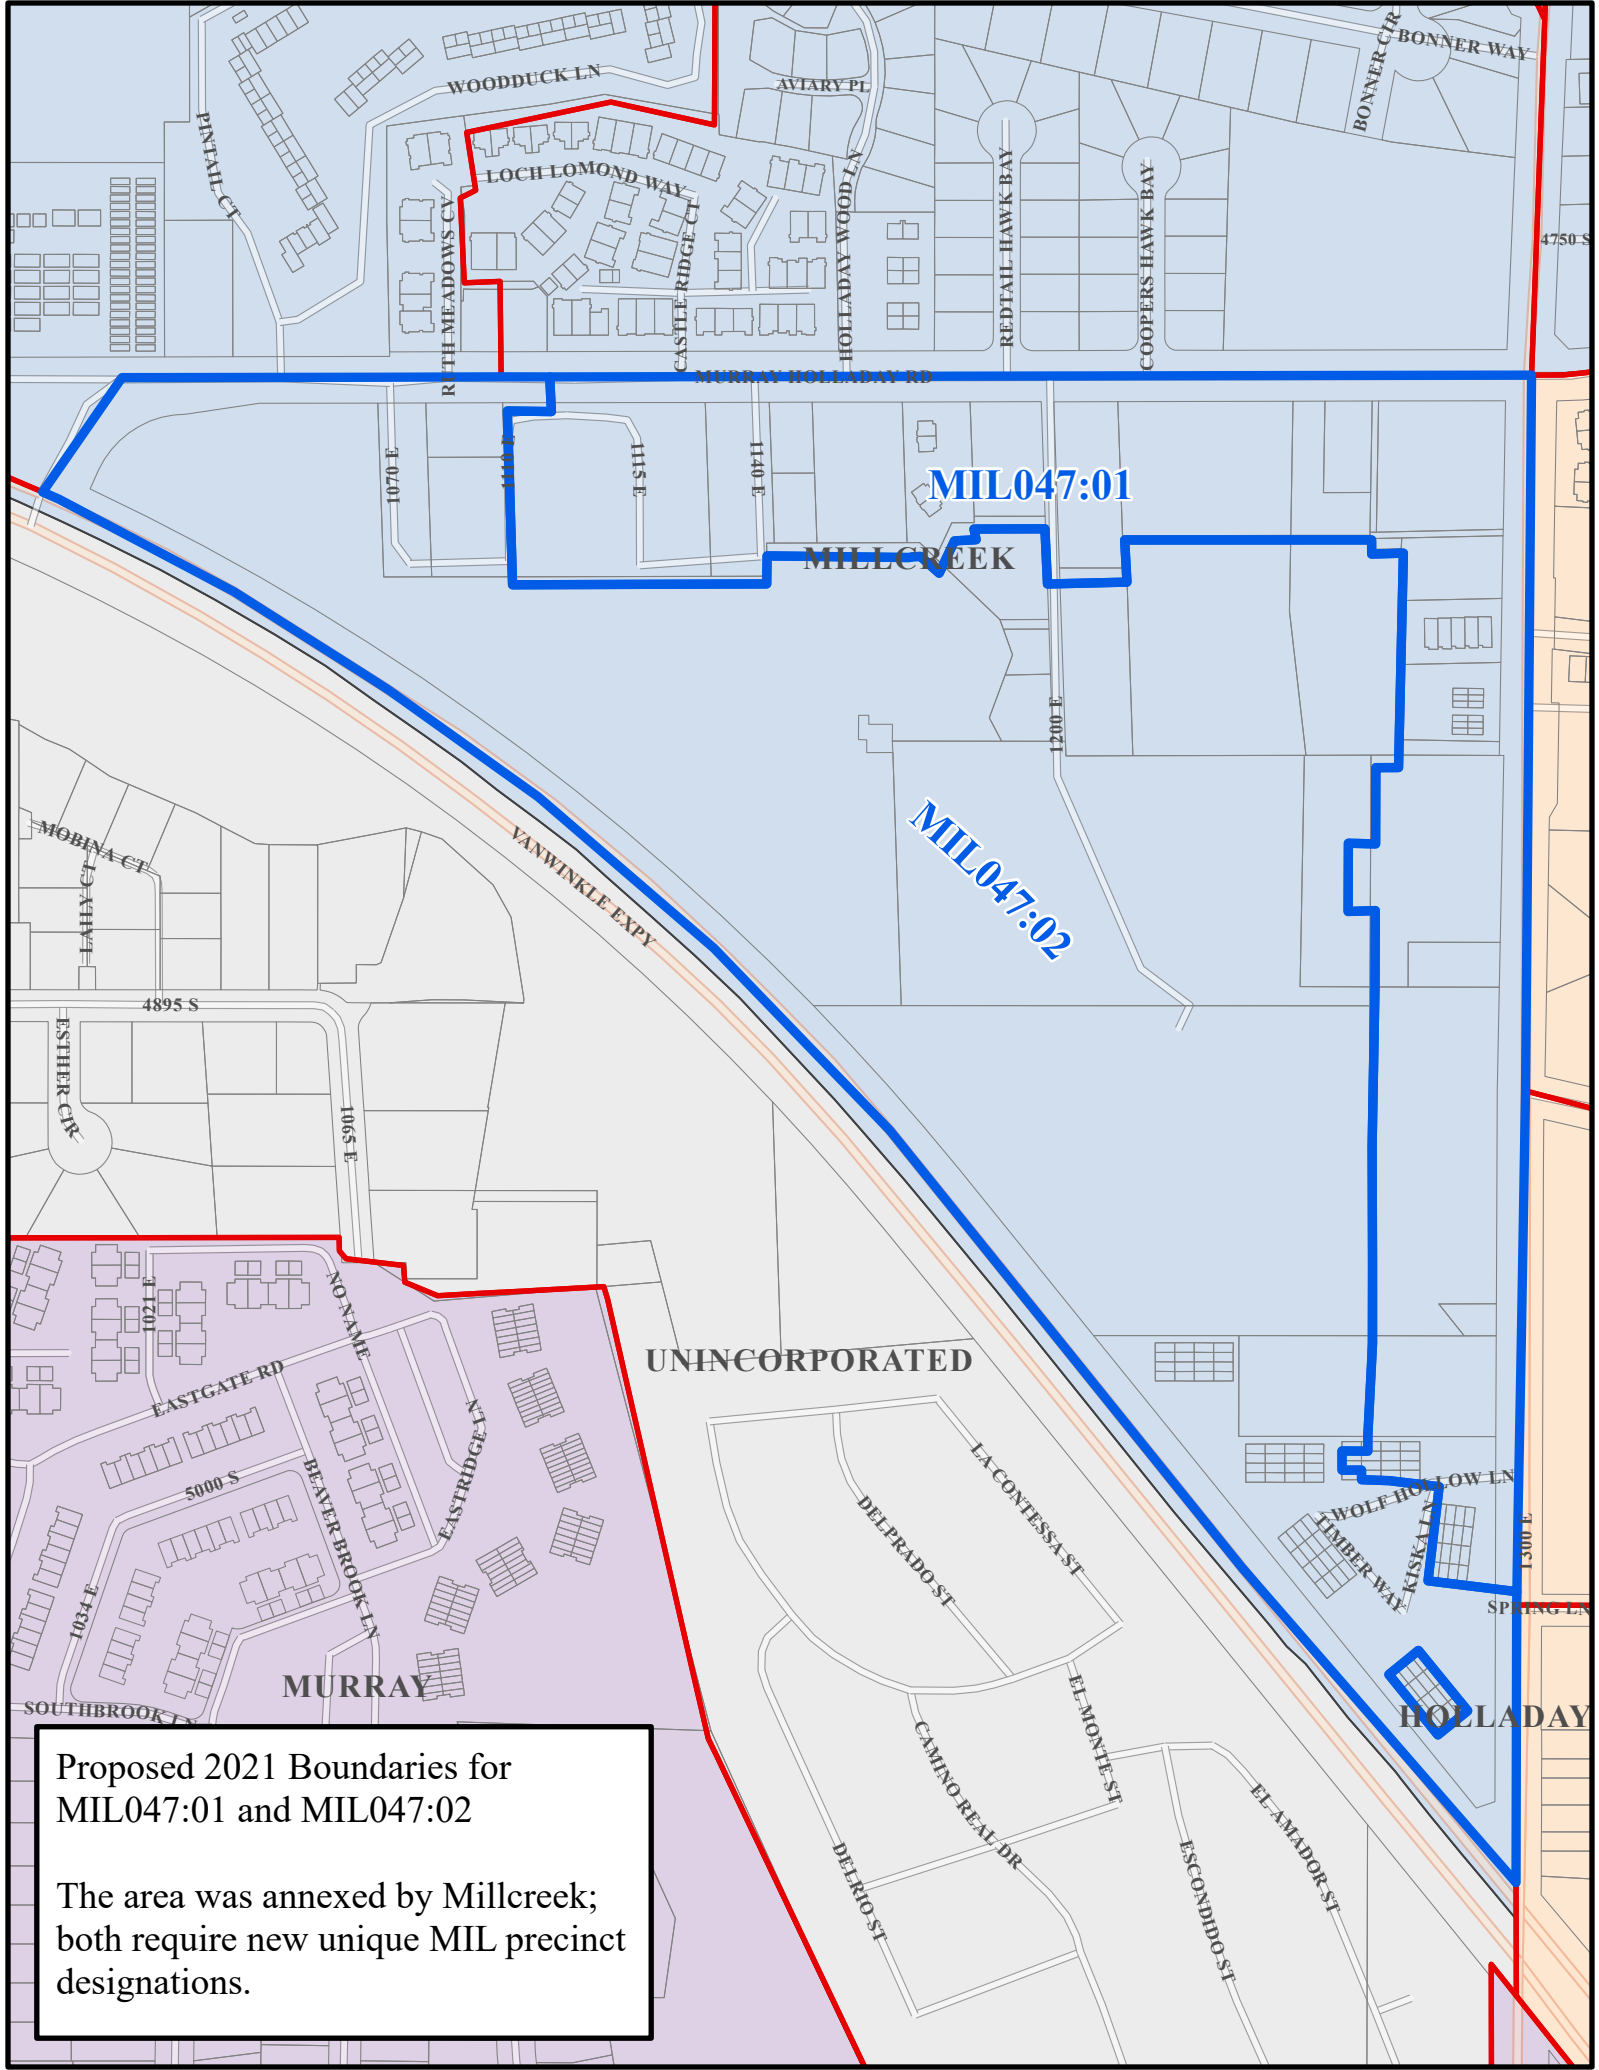 BONNER WAY
BONNER CIR
WOODDUCK LN
AVIARY PL
PINTAIL CT
LOCH LOMOND WAY
RUTH MEADOWS CV
CASTLE RIDGE CT
HOLLADAY WOOD LN
REDTAIL HAWK BAY
COOPERS HAWK BAY
4750 S
MURRAY HOLLADAY RD
1070 E
1110 E
1115 E
1140 E
MIL047:01
MILLCREEK
1200 E
MIL047:02
VANWINKLE EXPY
MOBINA CT
LAILY CT
4895 S
ESTHER CIR
1065 E
1021 E
NO NAME
EASTGATE RD
UNINCORPORATED
EASTRIDGE LN
5000 S
BEAVER BROOK LN
1034 E
LA CONTESSA ST
DELPRADO ST
WOLF HOLLOW LN
TIMBER WAY
KISKA LN
1300 E
SPRING LN
MURRAY
SOUTHBROOK LN
HOLLADAY
EL MONTE ST
CAMINO REAL DR
EL AMADOR ST
DELRIO ST
ESCONDIDO ST
Proposed 2021 Boundaries for
MIL047:01 and MIL047:02
The area was annexed by Millcreek;
both require new unique MIL precinct
designations.